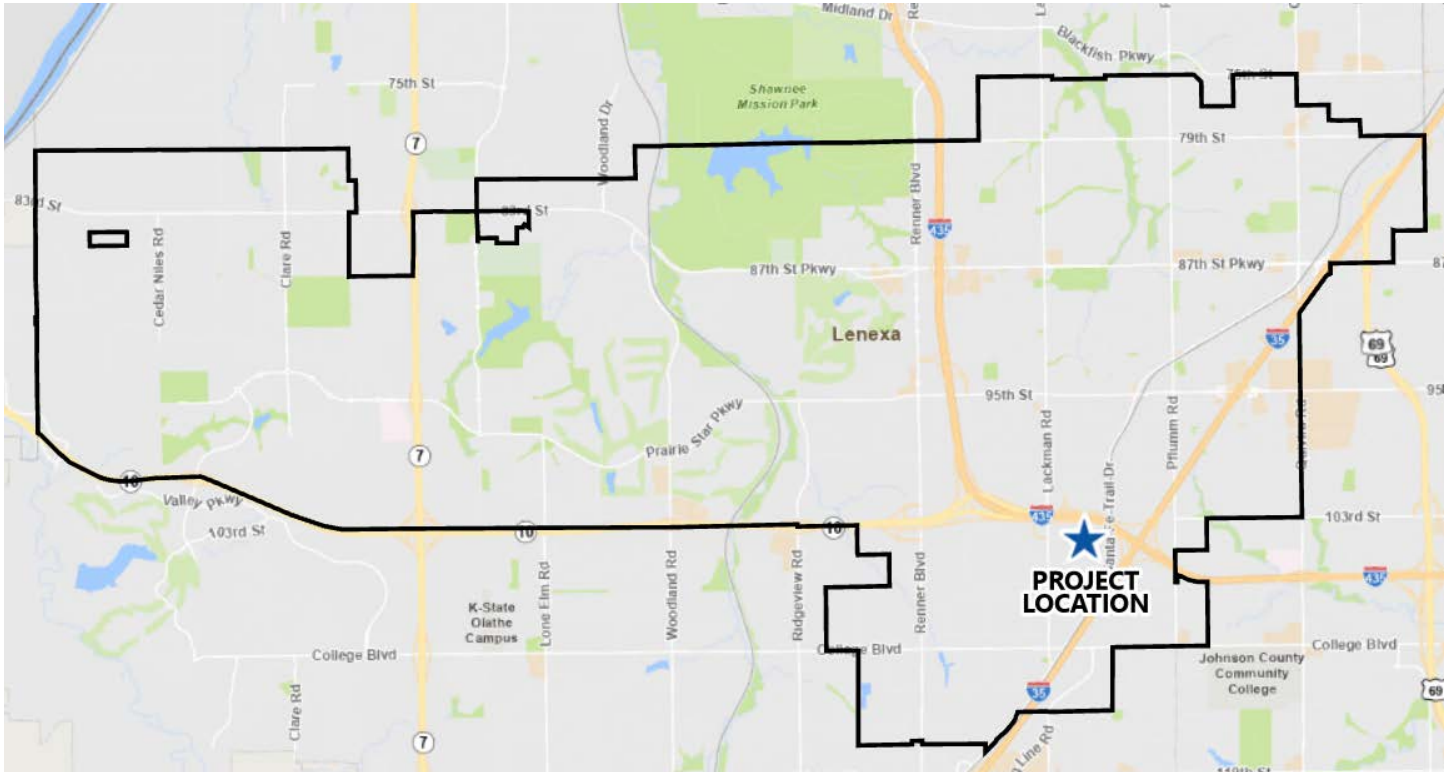 Midland Dr
Blackfish Pkwy
75th St
75th St
Shawnee
Mission Park
7
79th St
Woodland Dr
Renner Blvd
83rd St
83rd St
435
87th St Pkwy
87th St Pkwy
Cedar Niles Rd
Clare Rd
Lenexa
35
69
69
95th St
Prairie Star Pkwy
Lackman Rd
Pflumm Rd
7
10
Valley Pkwy
103rd St
10
10
435
103rd St
PROJECT
LOCATION
435
K-State
Olathe
Campus
Lone Elm Rd
Woodland Rd
Ridgeview Rd
Renner Blvd
College Blvd
College Blvd
College Blvd
Johnson County
Community
College
Clare Rd
35
69
7